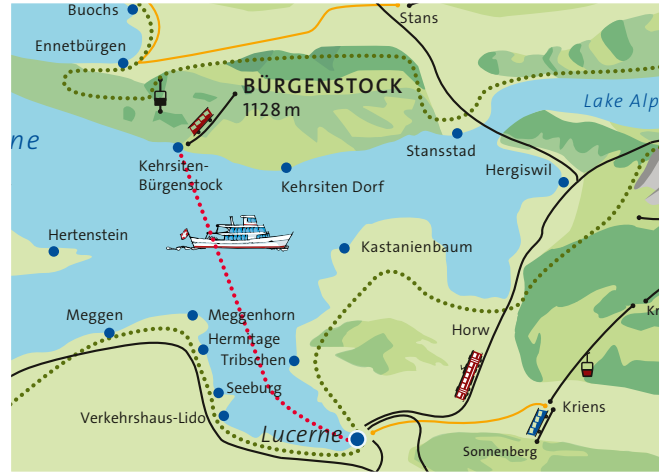 Buochs
Stans
Ennetbürgen
BÜRGENSTOCK
1128 m
Lake Alp
ne
Stansstad
Kehrsiten-
Bürgenstock
Kehrsiten Dorf
Hergiswil
Hertenstein
Kastanienbaum
Meggen
Meggenhorn
Hermitage
Tribschen
Horw
Kr
Seeburg
Verkehrshaus-Lido
Lucerne
Kriens
Sonnenberg